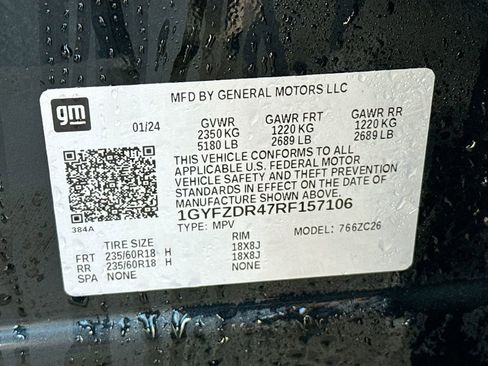 MFD BY GENERAL MOTORS LLC
gm
01/24
GVWR GAWR FRT GAWR RR
2350 KG 1220 KG 1220 KG
5180 LB 2689 LB 2689 LB
THIS VEHICLE CONFORMS TO ALL
APPLICABLE U.S. FEDERAL MOTOR
VEHICLE SAFETY AND THEFT PREVENTION
STANDARDS IN EFFECT ON THE DATE OF
MANUFACTURE SHOWN ABOVE.
1GYFZDR47RF157106
384A
TYPE: MPV MODEL: 766ZC26
TIRE SIZE RIM
FRT 235/60R18 H 18X8J
RR 235/60R18 H 18X8J
SPA NONE NONE